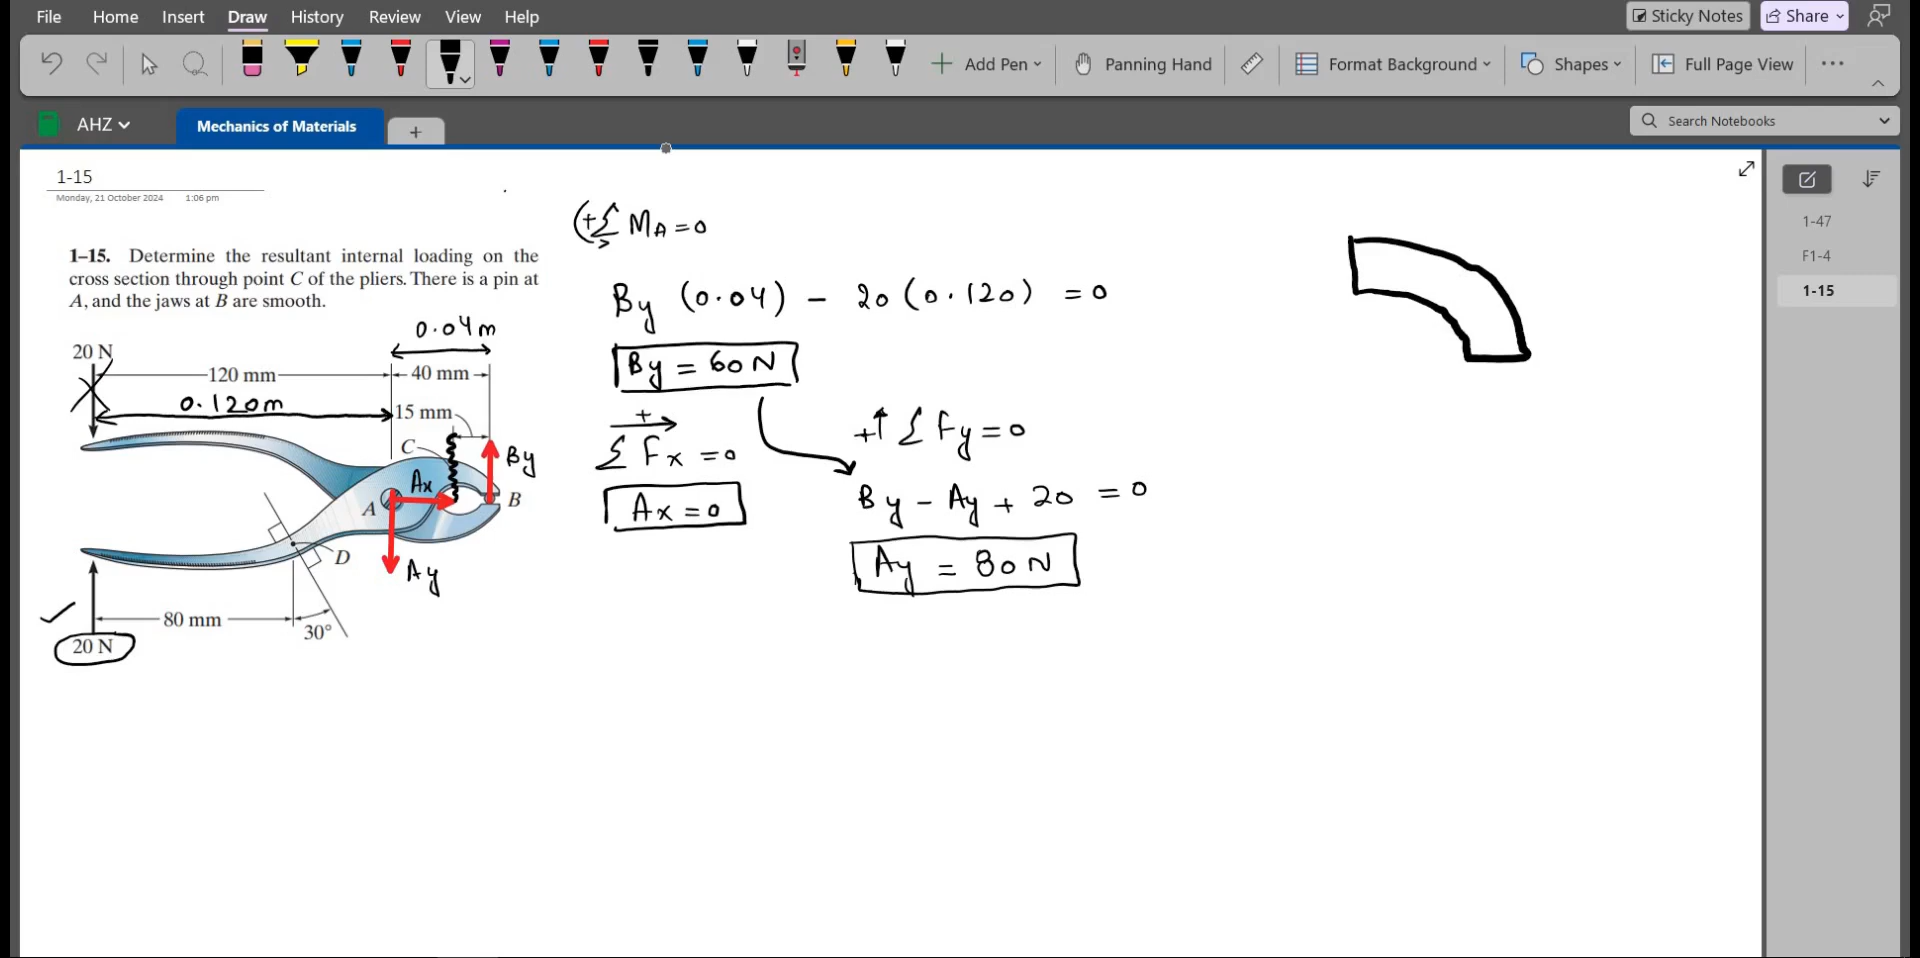 File Home Insert Draw History Review View Help
Sticky Notes Share
Add Pen Panning Hand Format Background Shapes Full Page View
AHZ Mechanics of Materials +
Search Notebooks
1-15
Monday, 21 October 2024 1:06 pm
1–15. Determine the resultant internal loading on the
cross section through point C of the pliers. There is a pin at
A, and the jaws at B are smooth.
0.04m
20 N
120 mm
40 mm
0.120m
15 mm
C
By
Ax
A
B
D
Ay
80 mm
30°
20 N
(+ Σ MA = 0
By (0.04) - 20 (0.120) = 0
By = 60 N
+
Σ Fx = 0
Ax = 0
+↑ Σ Fy = 0
By - Ay + 20 = 0
Ay = 80 N
1-47
F1-4
1-15